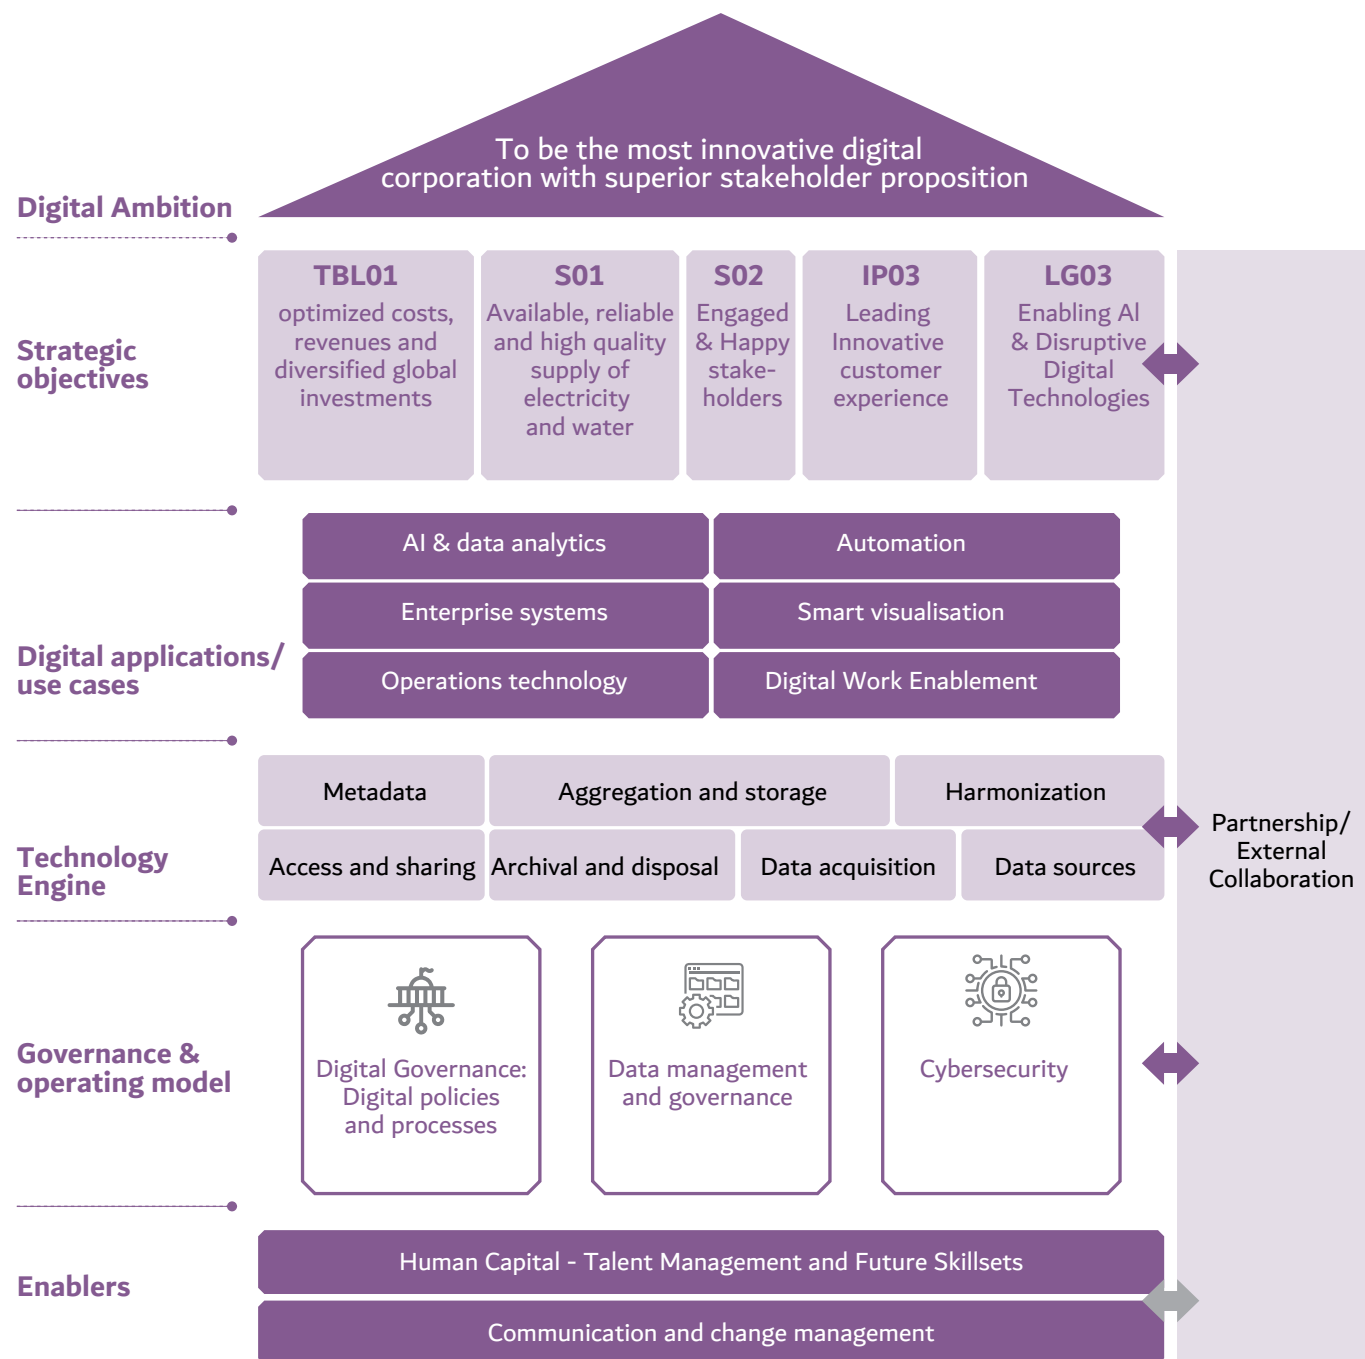 To be the most innovative digital
corporation with superior stakeholder proposition
Digital Ambition
Strategic
objectives
TBL01
optimized costs,
revenues and
diversified global
investments
S01
Available, reliable
and high quality
supply of
electricity
and water
S02
Engaged
& Happy
stake-
holders
IP03
Leading
Innovative
customer
experience
LG03
Enabling Al
& Disruptive
Digital
Technologies
Digital applications/
use cases
AI & data analytics
Automation
Enterprise systems
Smart visualisation
Operations technology
Digital Work Enablement
Technology
Engine
Metadata
Aggregation and storage
Harmonization
Access and sharing
Archival and disposal
Data acquisition
Data sources
Partnership/
External
Collaboration
Governance &
operating model
Digital Governance:
Digital policies
and processes
Data management
and governance
Cybersecurity
Enablers
Human Capital - Talent Management and Future Skillsets
Communication and change management